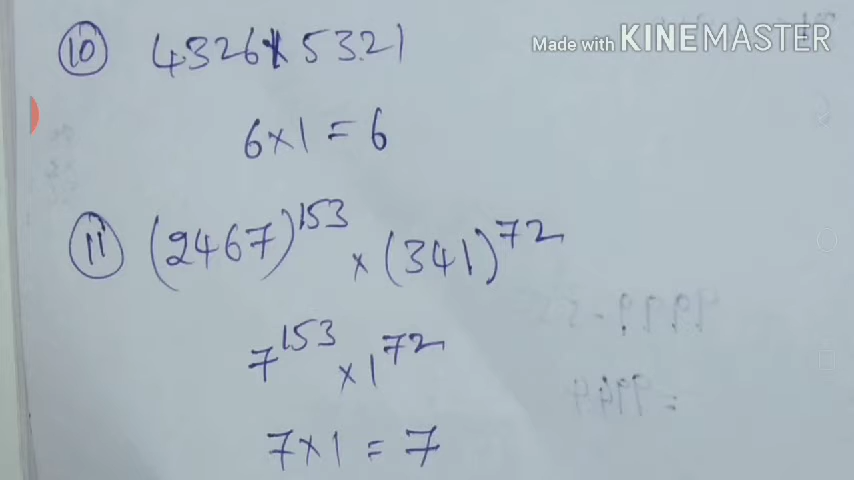 Made with KINEMASTER
(10) 4326 × 5321
6 × 1 = 6
(11) (2467)^153 × (341)^72
7^153 × 1^72
7 × 1 = 7